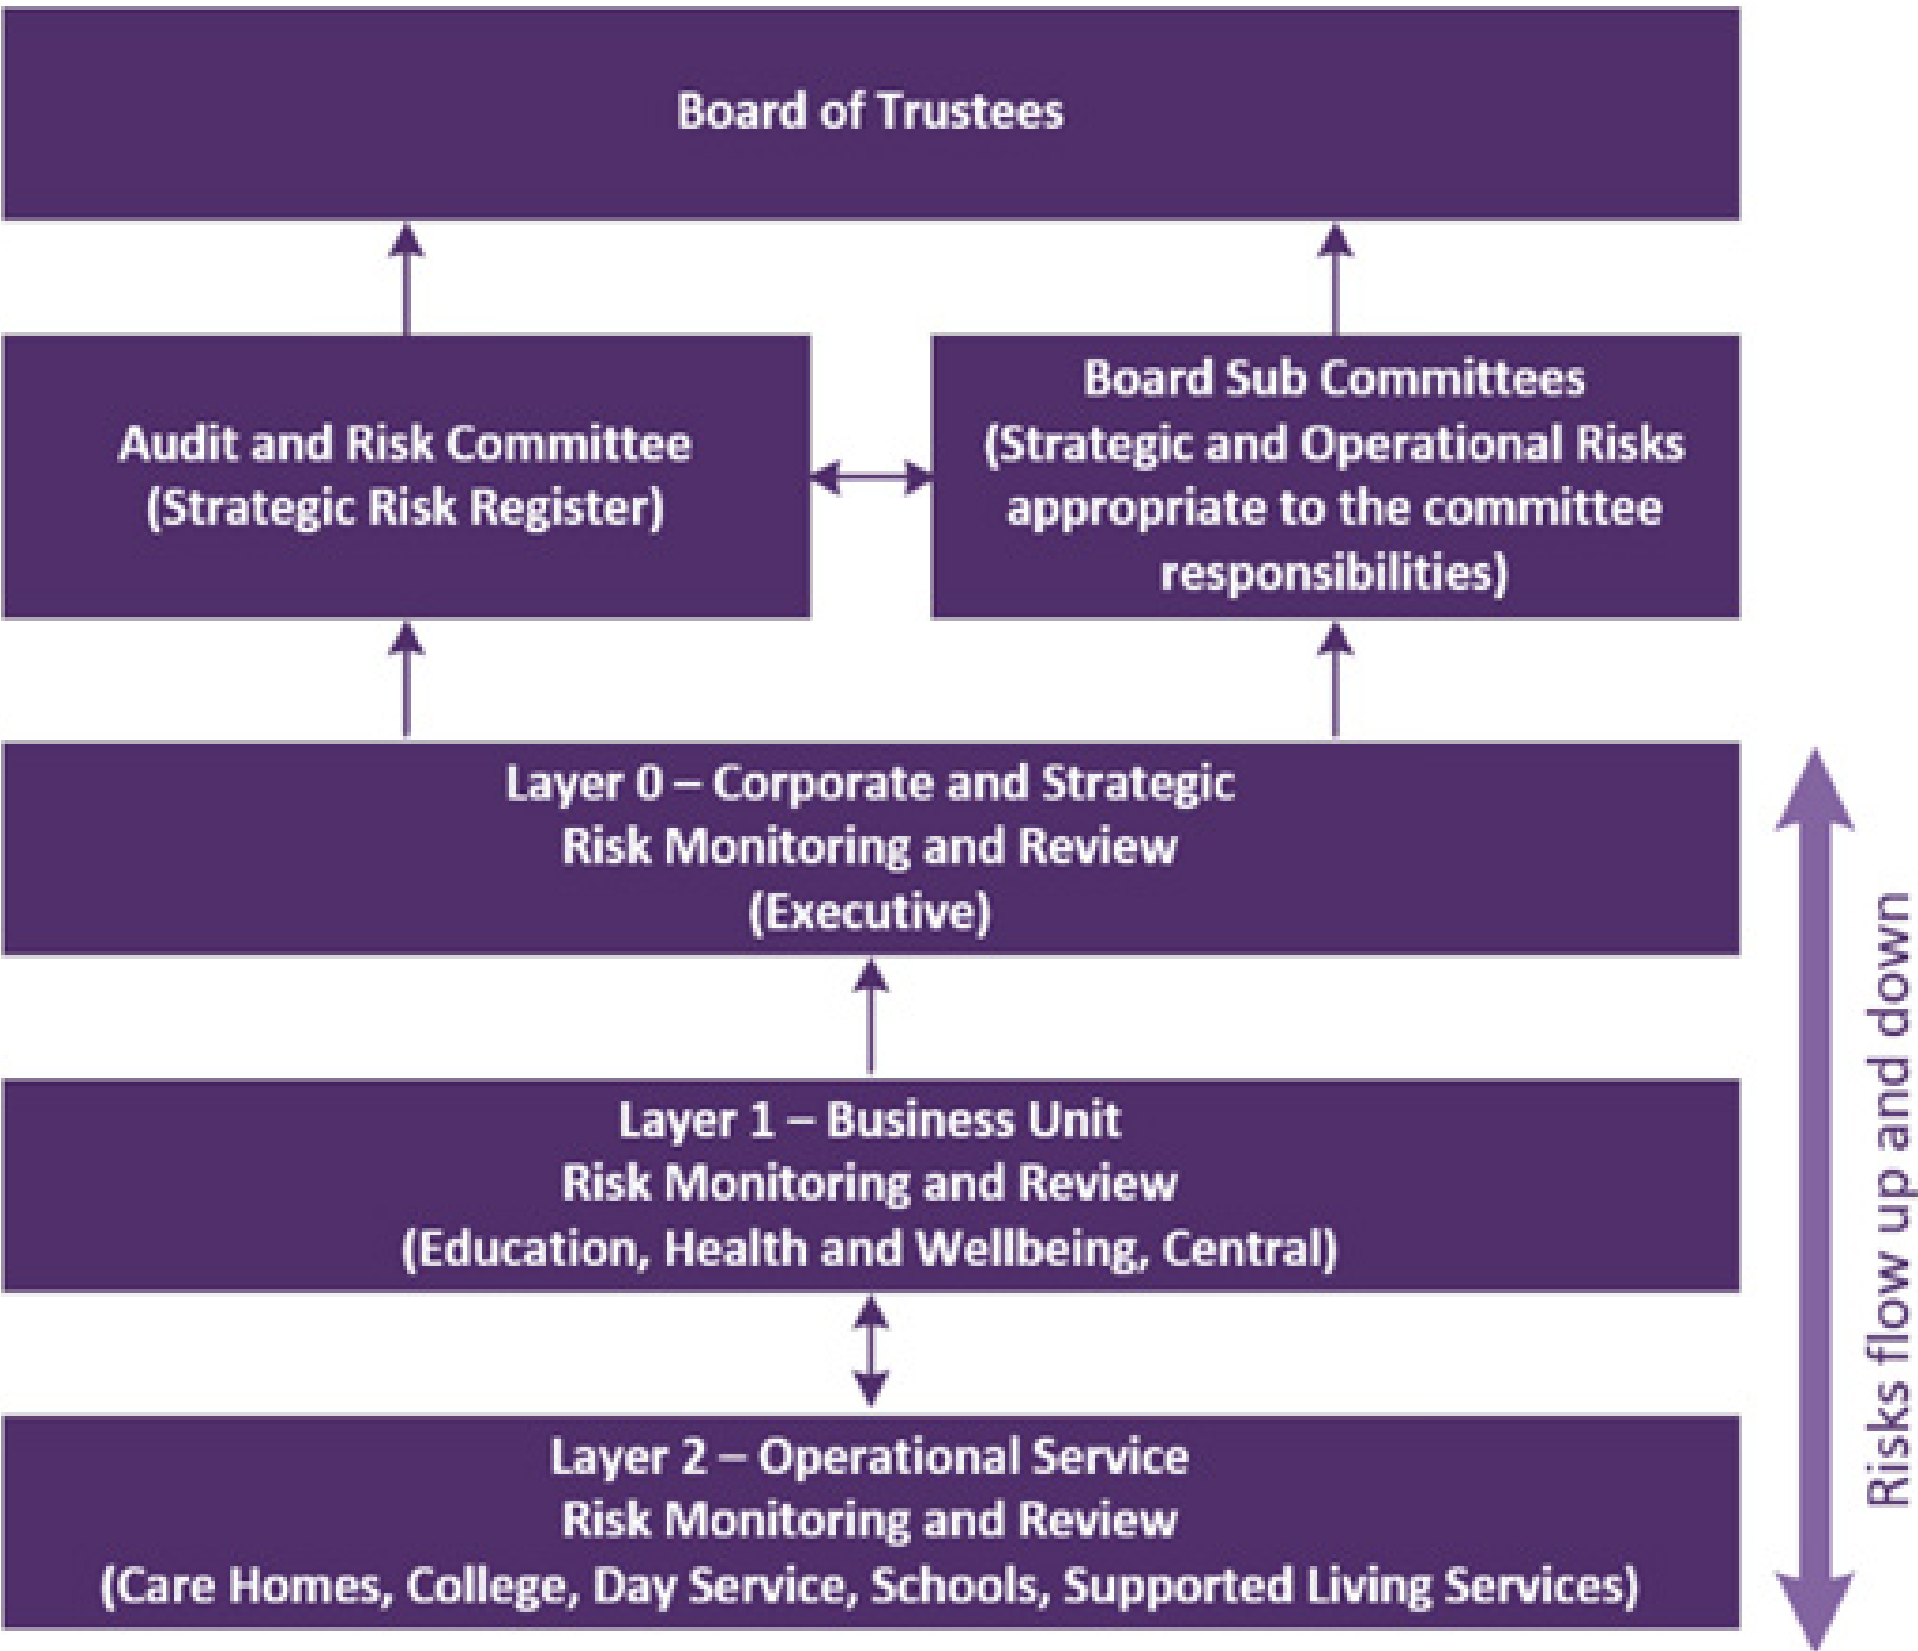 Board of Trustees
Audit and Risk Committee
(Strategic Risk Register)
Board Sub Committees
(Strategic and Operational Risks
appropriate to the committee
responsibilities)
Layer 0 – Corporate and Strategic
Risk Monitoring and Review
(Executive)
Layer 1 – Business Unit
Risk Monitoring and Review
(Education, Health and Wellbeing, Central)
Layer 2 – Operational Service
Risk Monitoring and Review
(Care Homes, College, Day Service, Schools, Supported Living Services)
Risks flow up and down